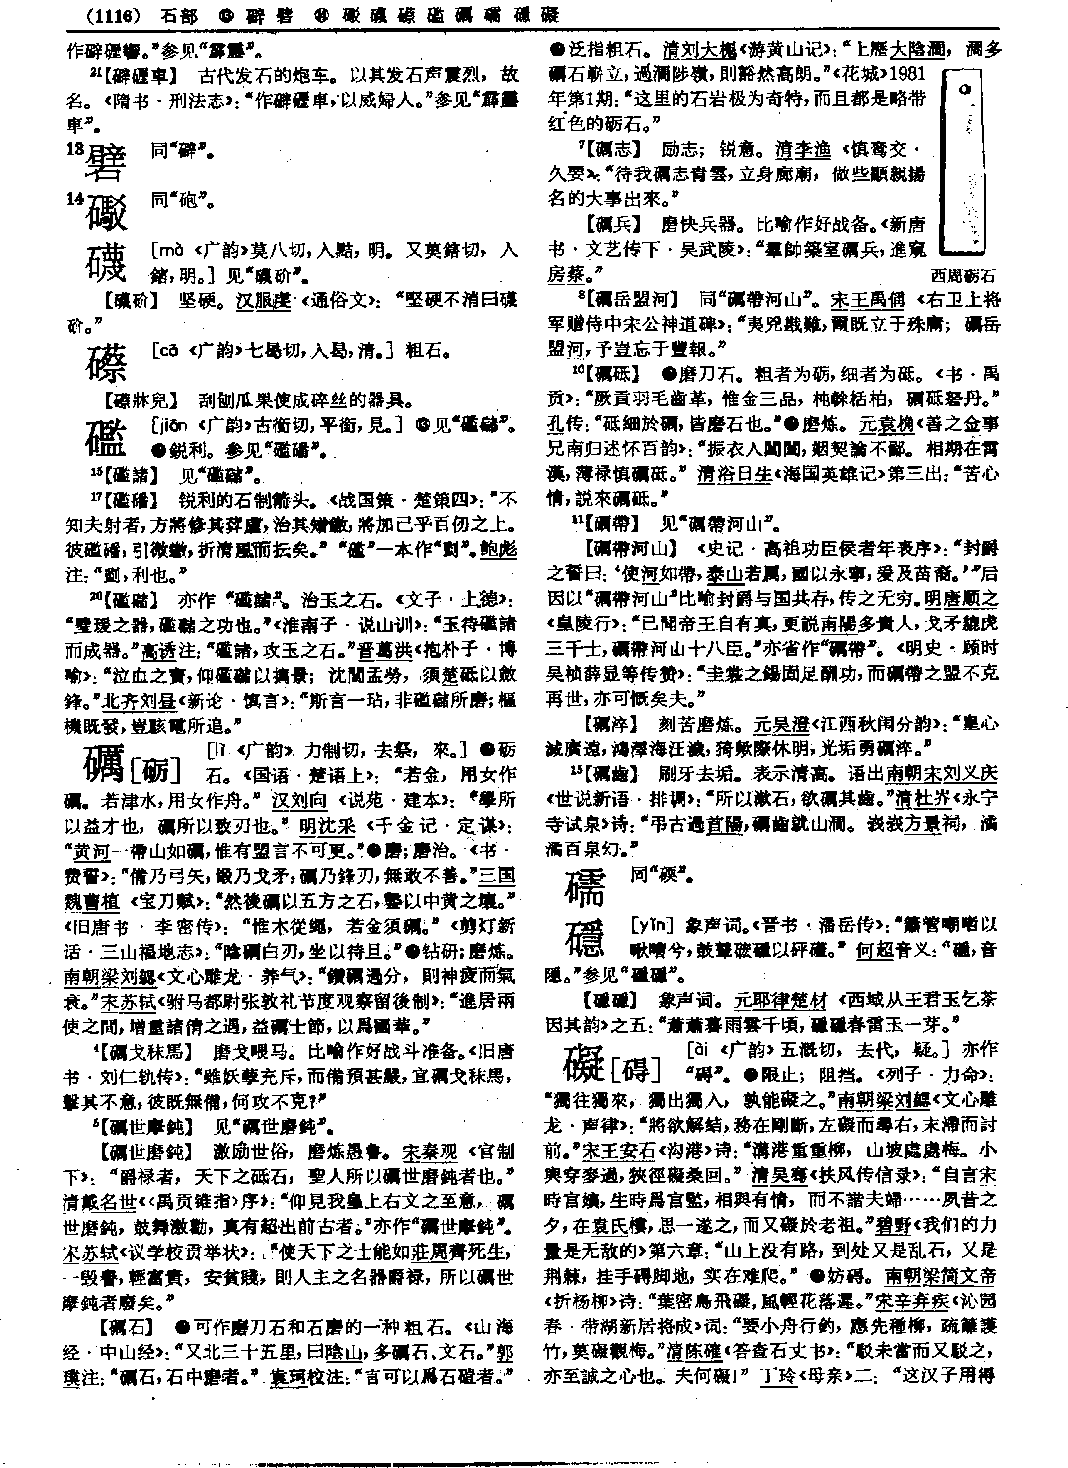 (1116) 石部 ⓭ 礔 礕 ⓮ 礟 礣 礤 礛 礪 礝 礘 礙
作礔礰響。”参见“霹靂”。
²¹【礔礰車】 古代发石的炮车。以其发石声震烈，故
名。《隋书·刑法志》：“作礔礰車，以威婦人。”参见“霹靂
車”。
13礕 同“礔”。
14礟 同“砲”。
礣 [mò 《广韵》莫八切，入黠，明。又莫鎋切，入
鎋，明。] 见“礣砎”。
【礣砎】 坚硬。汉服虔《通俗文》：“堅硬不消曰礣
砎。”
礤 [cǎ 《广韵》七曷切，入曷，清。] 粗石。
【礤牀兒】 刮刨瓜果使成碎丝的器具。
礛 [jiān 《广韵》古銜切，平銜，見。] ❶见“礛䃴”。
❷锐利。参见“礛磻”。
¹⁵【礛諸】 见“礛䃴”。
¹⁷【礛磻】 锐利的石制箭头。《战国策·楚策四》：“不
知夫射者，方將修其碆盧，治其矰繳，將加己乎百仞之上。
彼礛磻，引微繳，折清風而抎矣。” “礛”一本作“劉”。鲍彪
注：“劉，利也。”
²⁰【礛䃴】 亦作“礛諸”。治玉之石。《文子·上德》：
“璧瑗之器，礛䃴之功也。”《淮南子·说山训》：“玉待礛諸
而成器。”高诱注：“礛諸，攻玉之石。”晋葛洪《抱朴子·博
喻》：“泣血之寶，仰礛䃴以擒景；沈閭孟勞，須楚砥以斂
鋒。”北齐刘昼《新论·慎言》：“斯言一玷，非礛䃴所磨；樞
機既發，豈駭電所追。”
礪[砺] [lì 《广韵》力制切，去祭，來。] ❶砺
石。《国语·楚语上》：“若金，用女作
礪。若津水，用女作舟。”汉刘向《说苑·建本》：“學所
以益才也，礪所以致刃也。”明沈采《千金记·定谋》：
“黄河一帶山如礪，惟有盟言不可更。”❷磨；磨治。《书·
费誓》：“備乃弓矢，鍛乃戈矛，礪乃鋒刃，無敢不善。”三国
魏曹植《宝刀赋》：“然後礪以五方之石，鑒以中黄之壤。”
《旧唐书·李密传》：“惟木從繩，若金須礪。”《剪灯新
话·三山福地志》：“陰礪白刃，坐以待旦。”❸钻研；磨炼。
南朝梁刘勰《文心雕龙·养气》：“鑽礪過分，則神疲而氣
衰。”宋苏轼《驸马都尉张敦礼节度观察留後制》：“進居兩
使之間，增重諸侯之遇，益礪士節，以爲國華。”
⁴【礪戈秣馬】 磨戈喂马。比喻作好战斗准备。《旧唐
书·刘仁轨传》：“雖妖孽充斥，而備預甚嚴，宜礪戈秣馬，
擊其不意，彼既無備，何攻不克？”
⁵【礪世摩鈍】 见“礪世磨鈍”。
【礪世磨鈍】 激励世俗，磨炼愚鲁。宋秦观《官制
下》：“爵禄者，天下之砥石，聖人所以礪世磨鈍者也。”
清戴名世《〈禹贡锥指〉序》：“仰見我皇上右文之至意，礪
世磨鈍，鼓舞激勸，真有超出前古者。”亦作“礪世摩鈍”。
宋苏轼《议学校贡举状》：“使天下之士能如莊周齊死生，
一毁譽，輕富貴，安貧賤，則人主之名器爵禄，所以礪世
摩鈍者廢矣。”
【礪石】 ❶可作磨刀石和石磨的一种粗石。《山海
经·中山经》：“又北三十五里，曰陰山，多礪石、文石。”郭
璞注：“礪石，石中磨者。”袁珂校注：“言可以爲石磑者。”
❷泛指粗石。清刘大櫆《游黄山记》：“上歷大陰澗，澗多
礪石斬立，過澗陟嶺，則豁然高朗。”《花城》1981
年第1期：“这里的石岩极为奇特，而且都是略带
红色的砺石。”
⁷【礪志】 励志；锐意。清李渔《慎鸾交·
久要》：“待我礪志青雲，立身廊廟，做些顯親揚
名的大事出來。”
【礪兵】 磨快兵器。比喻作好战备。《新唐
书·文艺传下·吴武陵》：“羣帥築室礪兵，進窺
房蔡。”
西周砺石
⁸【礪岳盟河】 同“礪帶河山”。宋王禹偁《右卫上将
军赠侍中宋公神道碑》：“夷兇戡難，爾既立于殊庸；礪岳
盟河，予豈忘于豐報。”
¹⁰【礪砥】 ❶磨刀石。粗者为砺，细者为砥。《书·禹
贡》：“厥貢羽毛齒革，惟金三品，杶榦栝柏，礪砥砮丹。”
孔传：“砥細於礪，皆磨石也。”❷磨炼。元袁桷《善之佥事
兄南归述怀百韵》：“振衣人閬閬，姻契論不鄙。相期在霄
漢，薄禄慎礪砥。” 清浴日生《海国英雄记》第三出：“苦心
情，説來礪砥。”
¹¹【礪帶】 见“礪帶河山”。
【礪帶河山】 《史记·高祖功臣侯者年表序》：“封爵
之誓曰：‘使河如帶，泰山若厲，國以永寧，爰及苗裔。’”后
因以“礪帶河山”比喻封爵与国共存，传之无穷。明唐顺之
《皇陵行》：“已聞帝王自有真，更説南陽多貴人，戈矛貔虎
三千士，礪帶河山十八臣。”亦省作“礪帶”。《明史·顾时
吴桢薛显等传赞》：“圭裳之錫固足酬功，而礪帶之盟不克
再世，亦可慨矣夫。”
【礪淬】 刻苦磨炼。元吴澄《江西秋闱分韵》：“皇心
諴廣遠，鴻澤海汪濊，猗歟際休明，光垢勇礪淬。”
¹⁵【礪齒】 刷牙去垢。表示清高。语出南朝宋刘义庆
《世说新语·排调》：“所以漱石，欲礪其齒。”清杜岕《永宁
寺试泉》诗：“弔古過首陽，礪齒就山澗。峩峩方景祠，潏
潏百泉幻。”
礝 同“碝”。
礘 [yǐn] 象声词。《晋书·潘岳传》：“簫管嘲哳以
啾嘈兮，鼓鞞硡礘以砰磕。”何超音义：“礘，音
隱。”参见“礘礘”。
【礘礘】 象声词。元耶律楚材《西域从王君玉乞茶
因其韵》之五：“蕭蕭暮雨雲千頃，礘礘春雷玉一芽。”
礙[碍] [ài 《广韵》五溉切，去代，疑。] 亦作
“碍”。❶限止；阻挡。《列子·力命》：
“獨往獨來，獨出獨入，孰能礙之。”南朝梁刘勰《文心雕
龙·声律》：“將欲解結，務在剛斷，左礙而尋右，末滯而討
前。”宋王安石《沟港》诗：“溝港重重柳，山坡處處梅。小
輿穿麥過，狹徑礙桑回。”清吴骞《扶风传信录》：“自言宋
時宫嬪，生時爲宫監，相與有情，而不諧夫婦……夙昔之
夕，在袁氏樓，思一遂之，而又礙於老祖。”碧野《我们的力
量是无敌的》第六章：“山上没有路，到处又是乱石，又是
荆棘，挂手碍脚地，实在难爬。” ❷妨碍。南朝梁简文帝
《折杨柳》诗：“葉密鳥飛礙，風輕花落遲。”宋辛弃疾《沁园
春·带湖新居将成》词：“要小舟行釣，應先種柳，疏籬護
竹，莫礙觀梅。”清陈确《答查石丈书》：“駁未當而又駁之，
亦至誠之心也。夫何礙！”丁玲《母亲》二：“这汉子用得